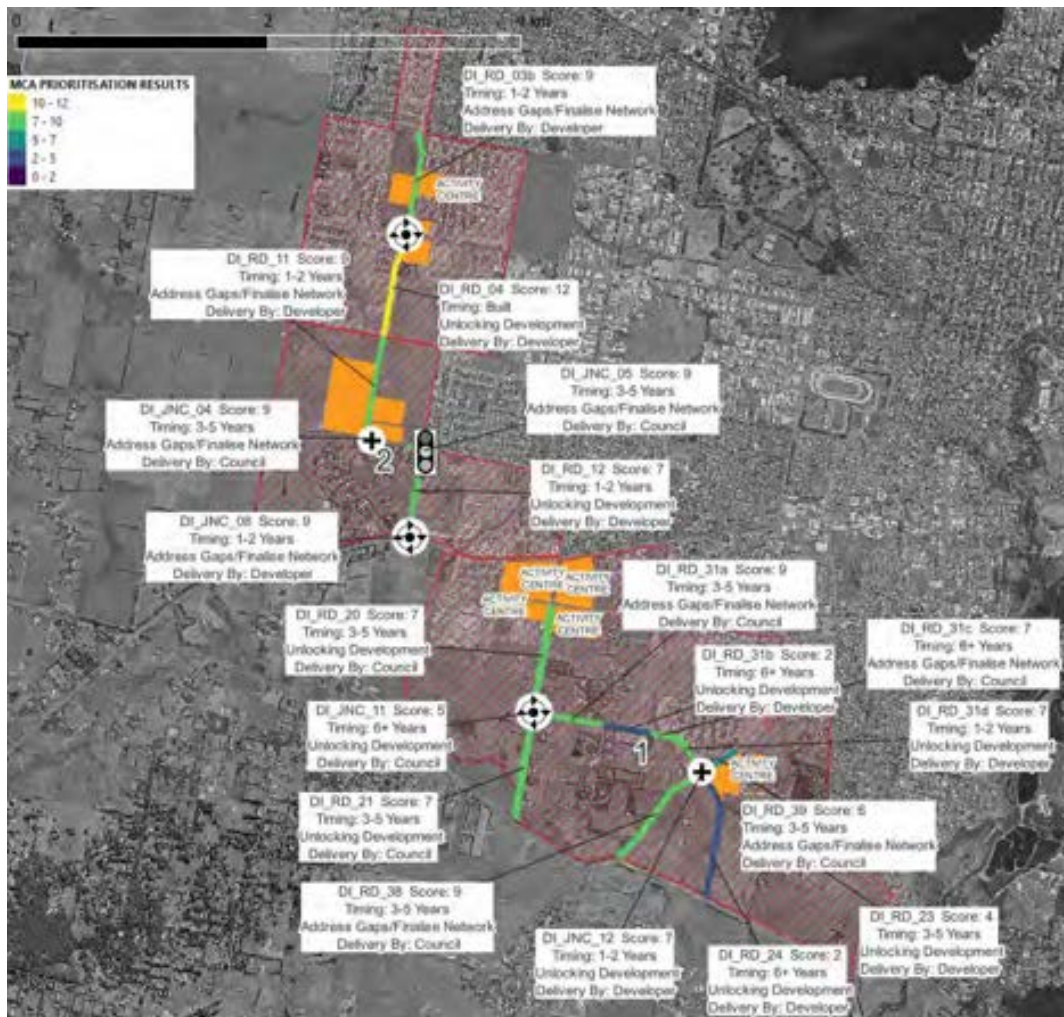 0 2 4 km
MCA PRIORITISATION RESULTS
10 - 12
7 - 10
5 - 7
2 - 5
0 - 2
DI_RD_03b Score: 9
Timing: 1-2 Years
Address Gaps/Finalise Network
Delivery By: Developer
ACTIVITY
CENTRE
DI_RD_11 Score: 9
Timing: 1-2 Years
Address Gaps/Finalise Network
Delivery By: Developer
DI_RD_04 Score: 12
Timing: Built
Unlocking Development
Delivery By: Developer
DI_JNC_05 Score: 9
Timing: 3-5 Years
Address Gaps/Finalise Network
Delivery By: Council
DI_JNC_04 Score: 9
Timing: 3-5 Years
Address Gaps/Finalise Network
Delivery By: Council
2
DI_RD_12 Score: 7
Timing: 1-2 Years
Unlocking Development
Delivery By: Developer
DI_JNC_08 Score: 9
Timing: 1-2 Years
Address Gaps/Finalise Network
Delivery By: Developer
ACTIVITY
CENTRE
ACTIVITY
CENTRE
ACTIVITY
CENTRE
ACTIVITY
CENTRE
DI_RD_31a Score: 9
Timing: 3-5 Years
Address Gaps/Finalise Network
Delivery By: Council
DI_RD_20 Score: 7
Timing: 3-5 Years
Unlocking Development
Delivery By: Council
DI_RD_31c Score: 7
Timing: 6+ Years
Address Gaps/Finalise Network
Delivery By: Council
DI_RD_31b Score: 2
Timing: 6+ Years
Unlocking Development
Delivery By: Developer
DI_JNC_11 Score: 5
Timing: 6+ Years
Unlocking Development
Delivery By: Council
DI_RD_31d Score: 7
Timing: 1-2 Years
Unlocking Development
Delivery By: Developer
1
ACTIVITY
CENTRE
DI_RD_21 Score: 7
Timing: 3-5 Years
Unlocking Development
Delivery By: Council
DI_RD_39 Score: 6
Timing: 3-5 Years
Address Gaps/Finalise Network
Delivery By: Council
DI_RD_38 Score: 9
Timing: 3-5 Years
Address Gaps/Finalise Network
Delivery By: Council
DI_RD_23 Score: 4
Timing: 3-5 Years
Unlocking Development
Delivery By: Developer
DI_JNC_12 Score: 7
Timing: 1-2 Years
Unlocking Development
Delivery By: Developer
DI_RD_24 Score: 2
Timing: 6+ Years
Unlocking Development
Delivery By: Developer